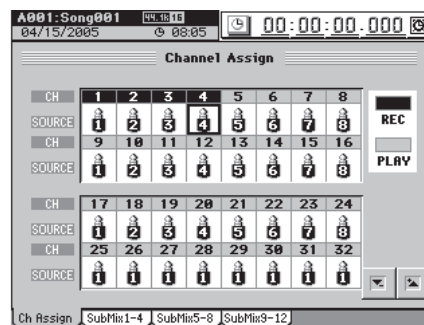 A001:Song001 44.1k 16 00:00:00.000
04/15/2005 08:05
Channel Assign
CH 1 2 3 4 5 6 7 8
SOURCE 1 2 3 4 5 6 7 8
REC
CH 9 10 11 12 13 14 15 16
SOURCE 1 2 3 4 5 6 7 8
PLAY
CH 17 18 19 20 21 22 23 24
SOURCE 1 2 3 4 5 6 7 8
CH 25 26 27 28 29 30 31 32
SOURCE 1 1 1 1 1 1 1 1
Ch Assign SubMix1-4 SubMix5-8 SubMix9-12